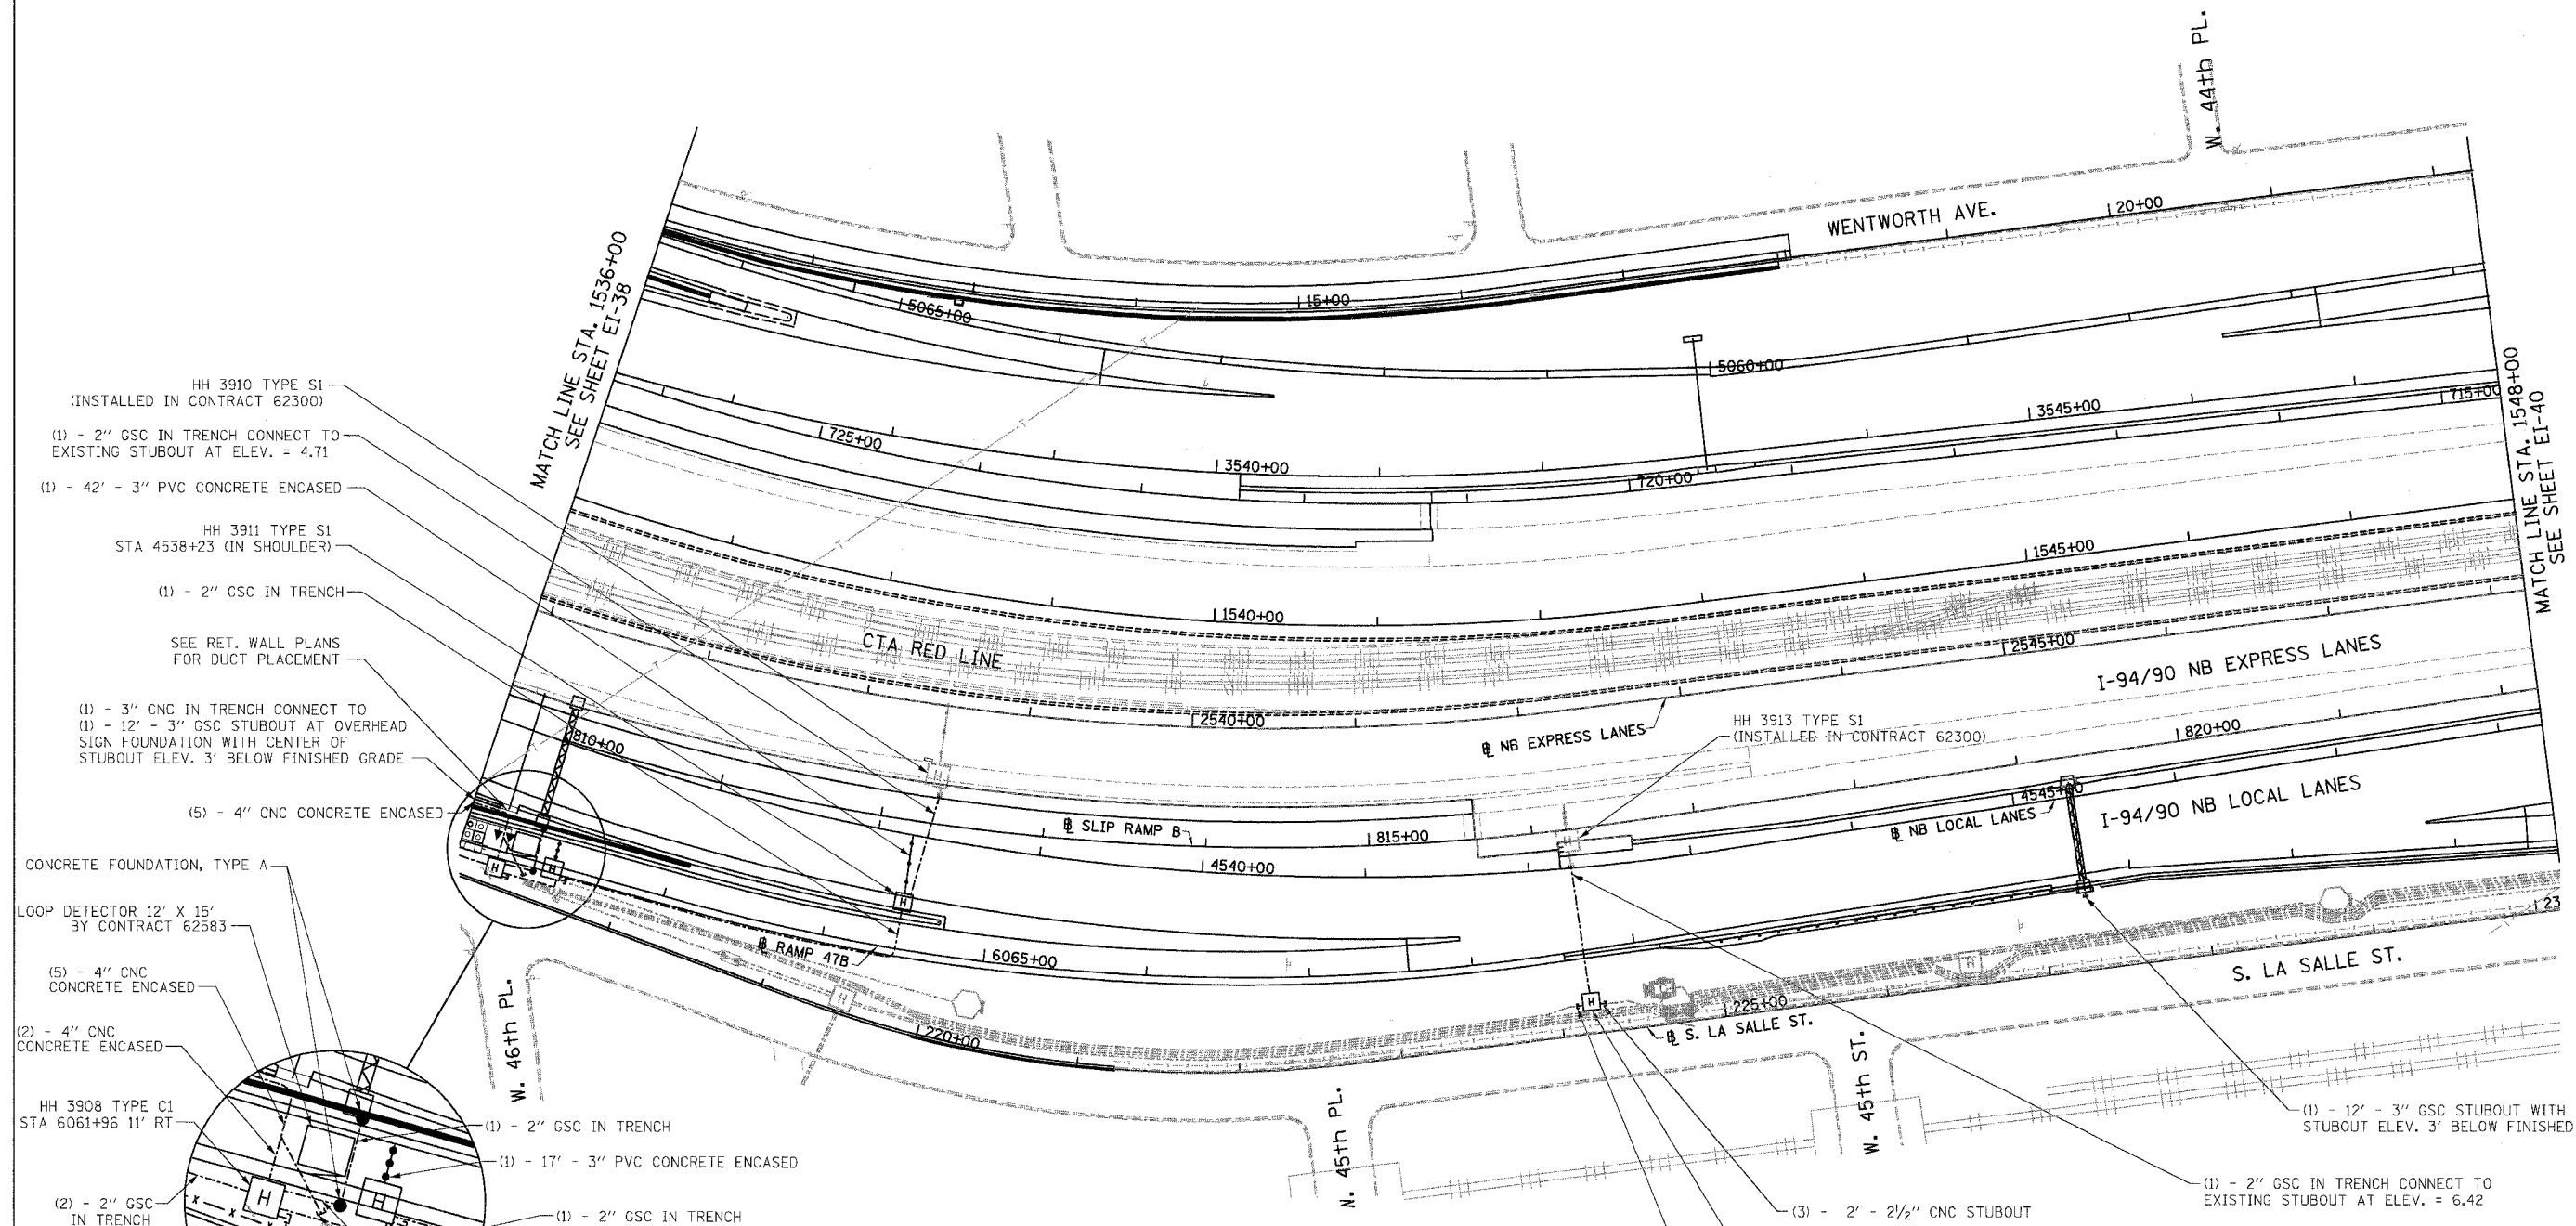 W. 44th PL.
WENTWORTH AVE.
20+00
15+00
5065+00
5060+00
MATCH LINE STA. 1536+00
SEE SHEET EI-38
3545+00
715+00
725+00
3540+00
720+00
MATCH LINE STA. 1548+00
SEE SHEET EI-40
1545+00
1540+00
CTA RED LINE
2545+00
I-94/90 NB EXPRESS LANES
2540+00
℄ NB EXPRESS LANES
HH 3913 TYPE S1
(INSTALLED IN CONTRACT 62300)
820+00
810+00
4545+00
I-94/90 NB LOCAL LANES
℄ NB LOCAL LANES
℄ SLIP RAMP B
815+00
4540+00
℄ RAMP 47B
6065+00
S. LA SALLE ST.
23
225+00
℄ S. LA SALLE ST.
220+00
W. 46th PL.
N. 45th PL.
W. 45th ST.
HH 3910 TYPE S1
(INSTALLED IN CONTRACT 62300)
(1) - 2" GSC IN TRENCH CONNECT TO
EXISTING STUBOUT AT ELEV. = 4.71
(1) - 42' - 3" PVC CONCRETE ENCASED
HH 3911 TYPE S1
STA 4538+23 (IN SHOULDER)
(1) - 2" GSC IN TRENCH
SEE RET. WALL PLANS
FOR DUCT PLACEMENT
(1) - 3" CNC IN TRENCH CONNECT TO
(1) - 12' - 3" GSC STUBOUT AT OVERHEAD
SIGN FOUNDATION WITH CENTER OF
STUBOUT ELEV. 3' BELOW FINISHED GRADE
(5) - 4" CNC CONCRETE ENCASED
CONCRETE FOUNDATION, TYPE A
LOOP DETECTOR 12' X 15'
BY CONTRACT 62583
(5) - 4" CNC
CONCRETE ENCASED
(2) - 4" CNC
CONCRETE ENCASED
HH 3908 TYPE C1
STA 6061+96 11' RT
(2) - 2" GSC
IN TRENCH
H
H
H
H
H
H
H
H
H
H
(1) - 2" GSC IN TRENCH
(1) - 17' - 3" PVC CONCRETE ENCASED
(1) - 2" GSC IN TRENCH
(3) - 2' - 2½" CNC STUBOUT
(1) - 12' - 3" GSC STUBOUT WITH
STUBOUT ELEV. 3' BELOW FINISHED
(1) - 2" GSC IN TRENCH CONNECT TO
EXISTING STUBOUT AT ELEV. = 6.42